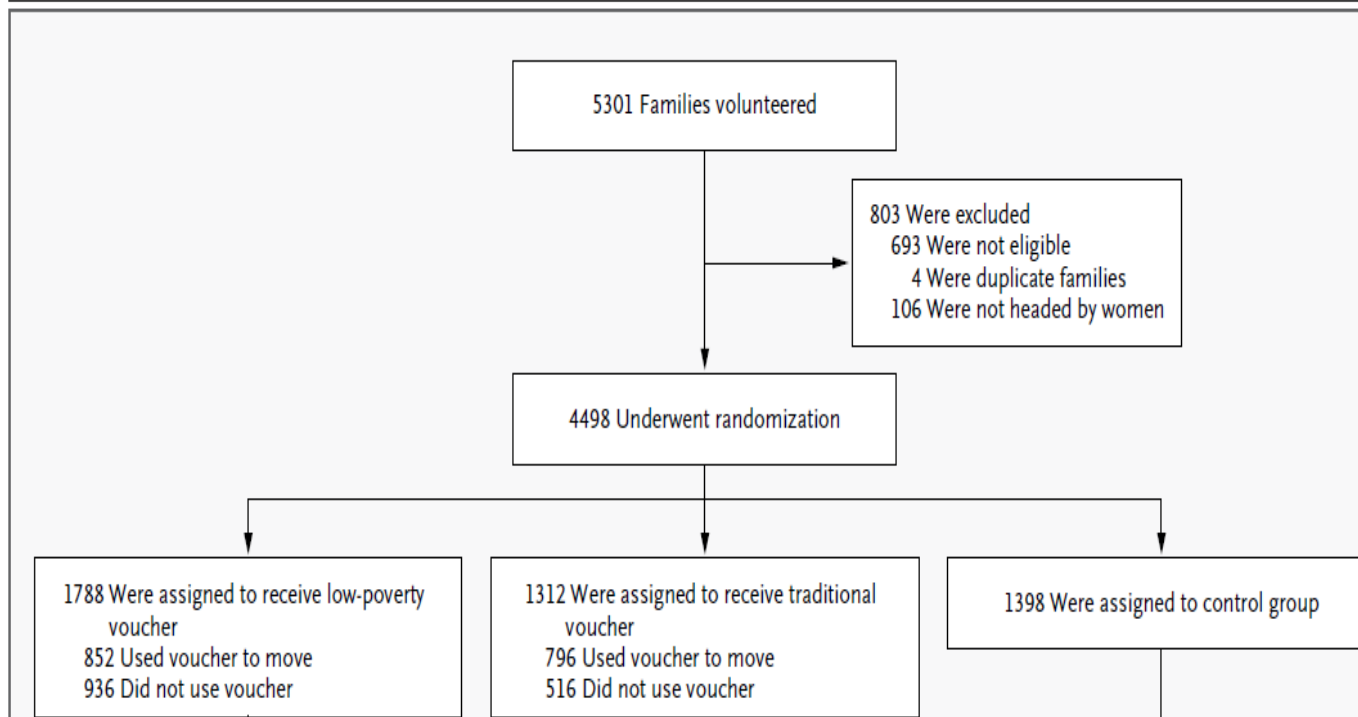 5301 Families volunteered
803 Were excluded
693 Were not eligible
4 Were duplicate families
106 Were not headed by women
4498 Underwent randomization
1788 Were assigned to receive low-poverty
voucher
852 Used voucher to move
936 Did not use voucher
1312 Were assigned to receive traditional
voucher
796 Used voucher to move
516 Did not use voucher
1398 Were assigned to control group